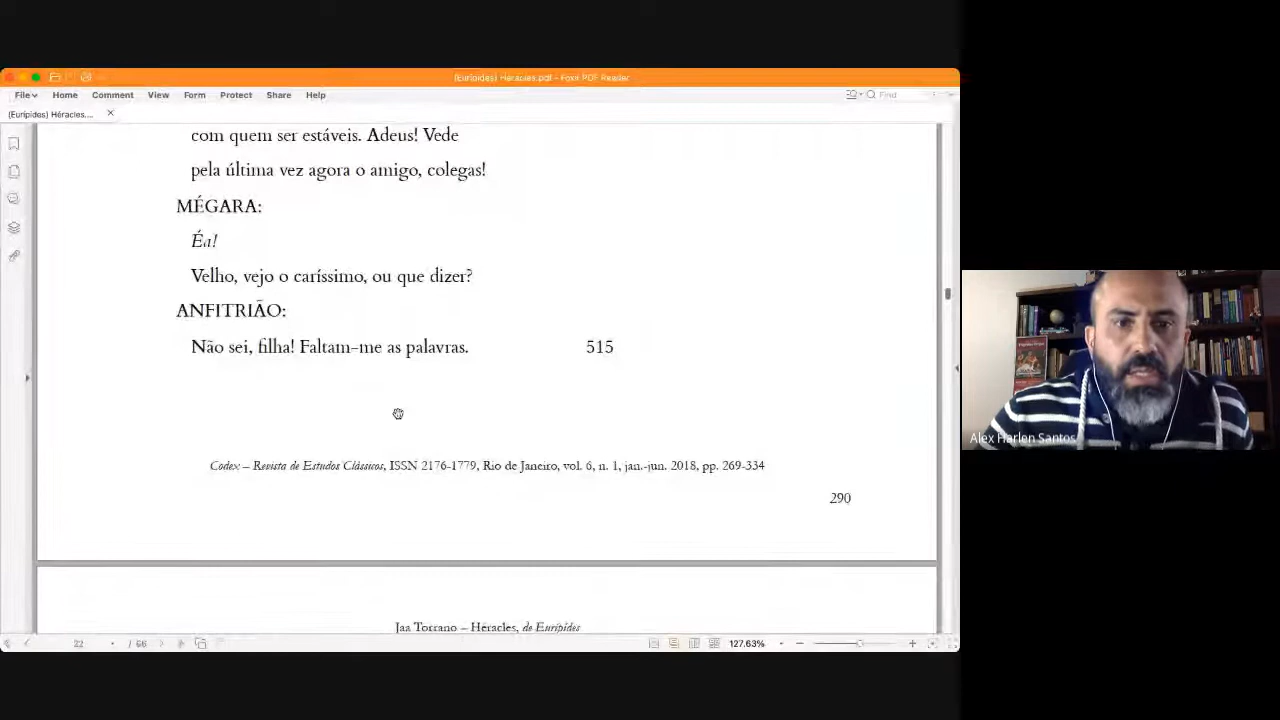 (Eurípides) Héracles.pdf - Foxit PDF Reader
File Home Comment View Form Protect Share Help Find
(Eurípides) Héracles....
com quem ser estáveis. Adeus! Vede
pela última vez agora o amigo, colegas!
MÉGARA:
Éa!
Velho, vejo o caríssimo, ou que dizer?
ANFITRIÃO:
Não sei, filha! Faltam-me as palavras. 515
Codex – Revista de Estudos Clássicos, ISSN 2176-1779, Rio de Janeiro, vol. 6, n. 1, jan.-jun. 2018, pp. 269-334
290
Jaa Torrano – Héracles, de Eurípides
22 / 66 127.63%
Alex Harlen Santos